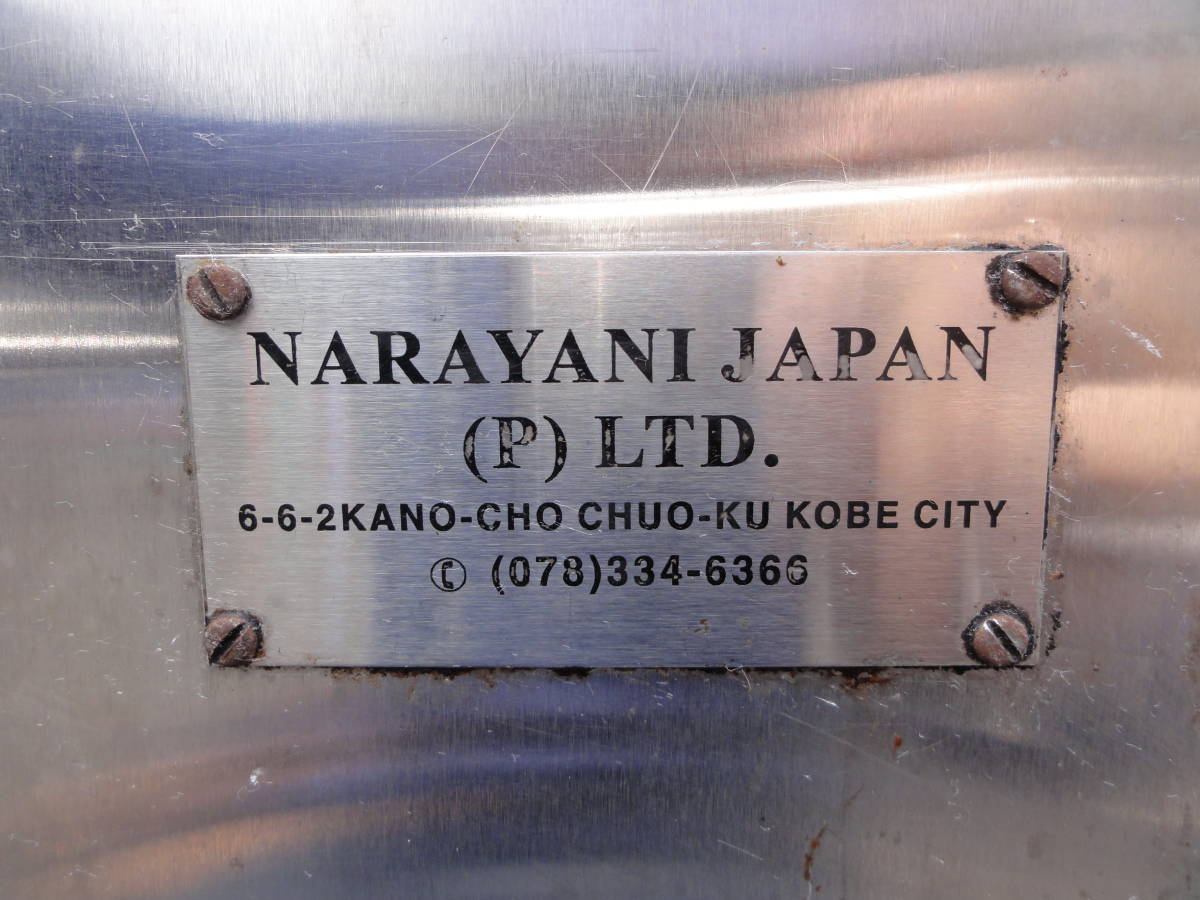 NARAYANI JAPAN
(P) LTD.
6-6-2KANO-CHO CHUO-KU KOBE CITY
✆ (078)334-6366